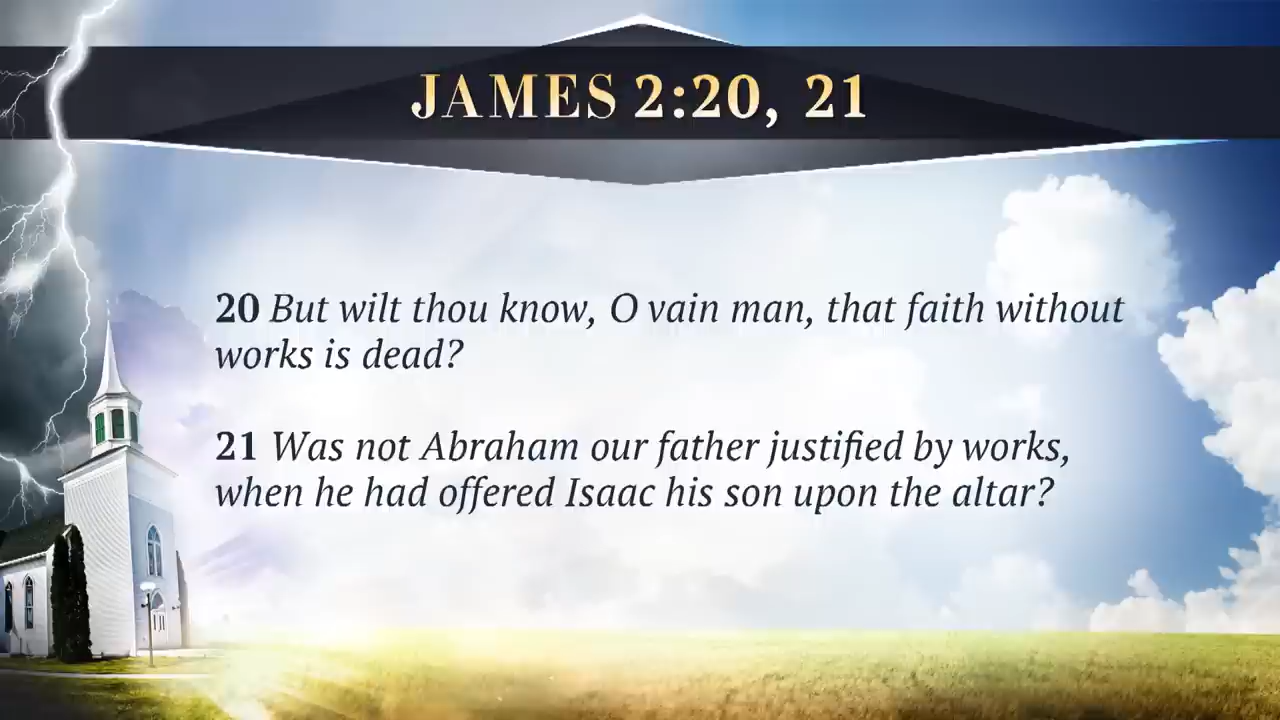 JAMES 2:20, 21
20 But wilt thou know, O vain man, that faith without
works is dead?
21 Was not Abraham our father justified by works,
when he had offered Isaac his son upon the altar?